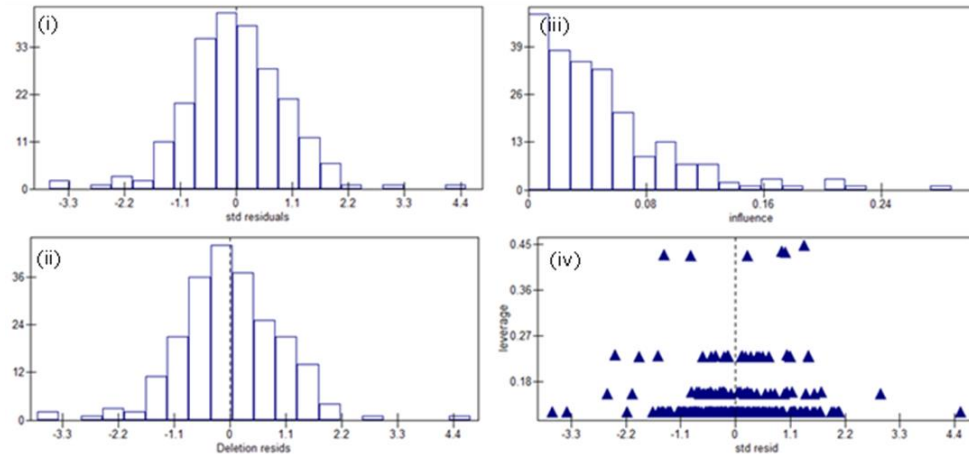 (i)
33
22
11
0
-3.3 -2.2 -1.1 0 1.1 2.2 3.3 4.4
std residuals
(iii)
39
26
13
0
0 0.08 0.16 0.24
influence
(ii)
36
24
12
0
-3.3 -2.2 -1.1 0 1.1 2.2 3.3 4.4
Deletion resids
(iv)
0.45
0.36
0.27
0.18
leverage
-3.3 -2.2 -1.1 0 1.1 2.2 3.3 4.4
std resid